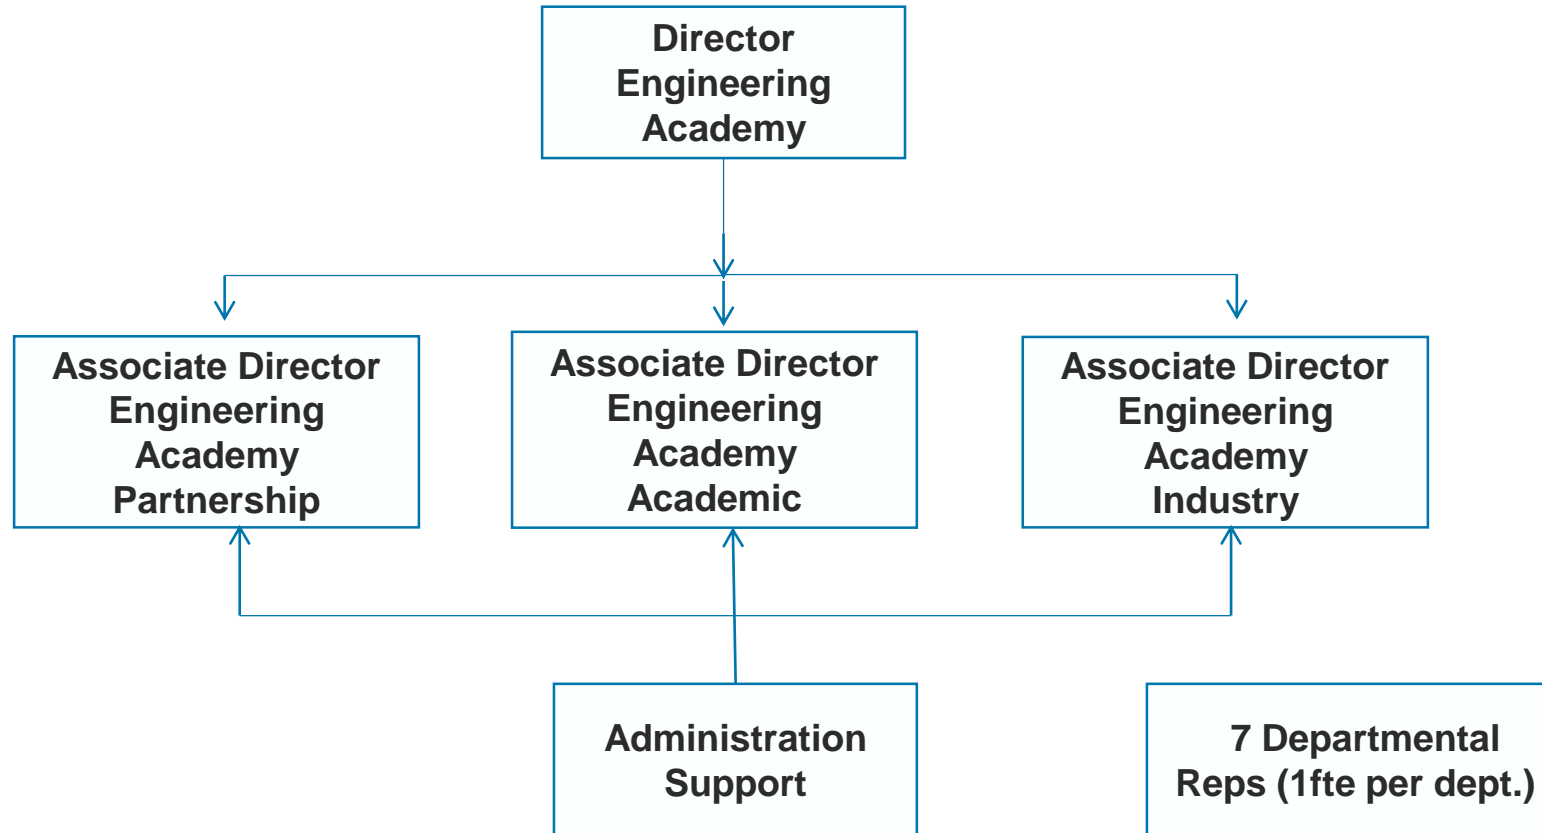 Director
Engineering
Academy
Associate Director
Engineering
Academy
Partnership
Associate Director
Engineering
Academy
Academic
Associate Director
Engineering
Academy
Industry
Administration
Support
7 Departmental
Reps (1fte per dept.)